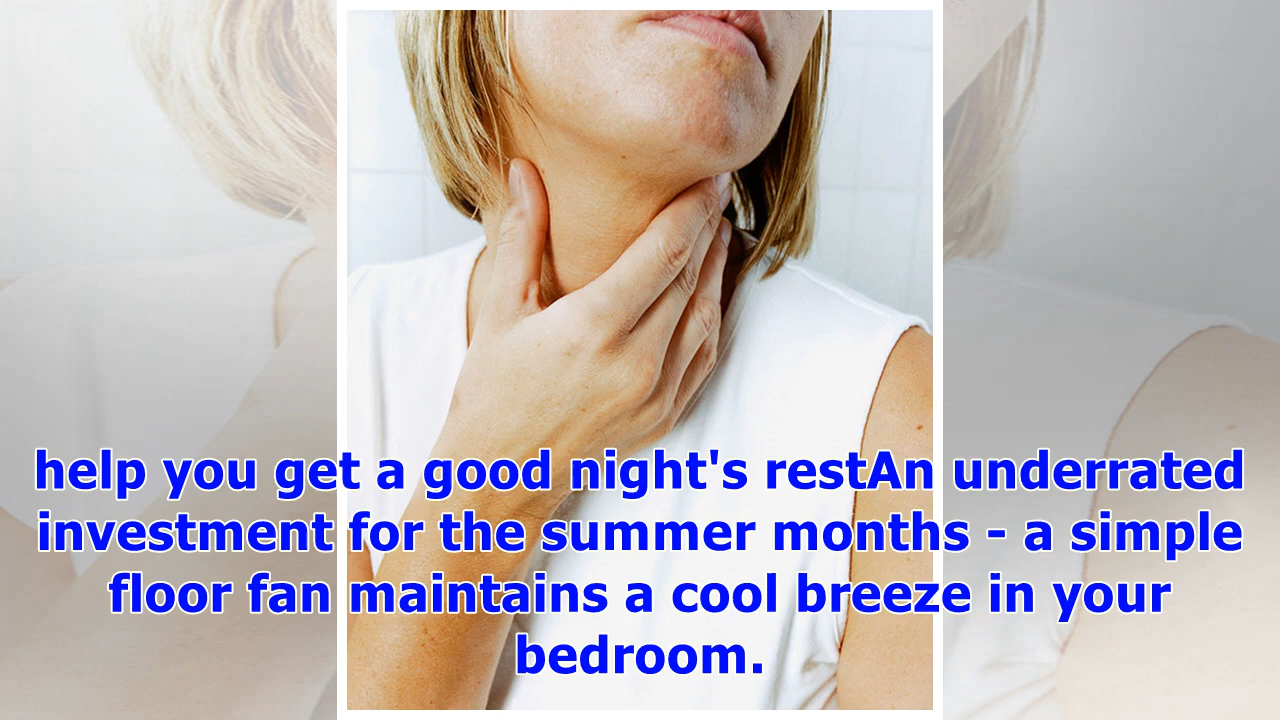 help you get a good night's restAn underrated
investment for the summer months - a simple
floor fan maintains a cool breeze in your
bedroom.